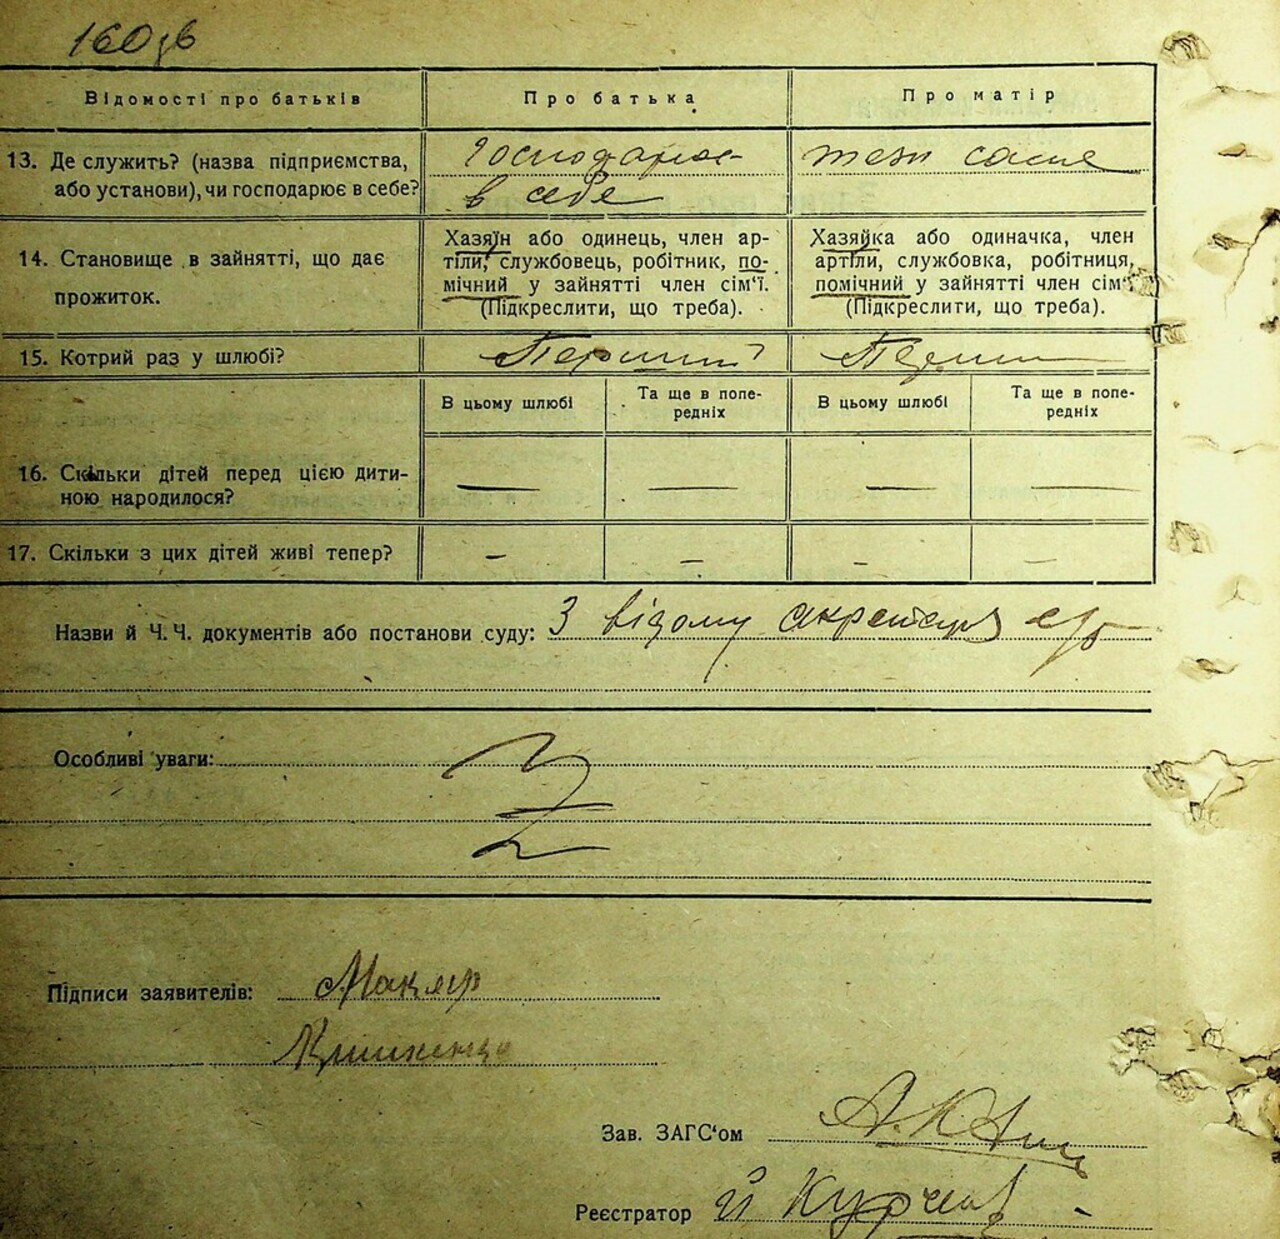 160зв
Відомості про батьків
Про батька
Про матір
13. Де служить? (назва підприємства,
або установи), чи господарює в себе?
господарює
в себе
теж саме
14. Становище в зайнятті, що дає
прожиток.
Хазяїн або одинець, член ар-
тіли, службовець, робітник, по-
мічний у зайнятті член сім'ї.
(Підкреслити, що треба).
Хазяйка або одиначка, член
артіли, службовка, робітниця,
помічний у зайнятті член сім'ї.
(Підкреслити, що треба).
15. Котрий раз у шлюбі?
Перший
В цьому шлюбі
Та ще в попе-
редніх
В цьому шлюбі
Та ще в попе-
редніх
16. Скільки дітей перед цією дити-
ною народилося?
— — — —
17. Скільки з цих дітей живі тепер?
— — — —
Назви й Ч. Ч. документів або постанови суду: З відому
Особливі уваги:
Підписи заявителів: Макляр
Зав. ЗАГС'ом
Реєстратор